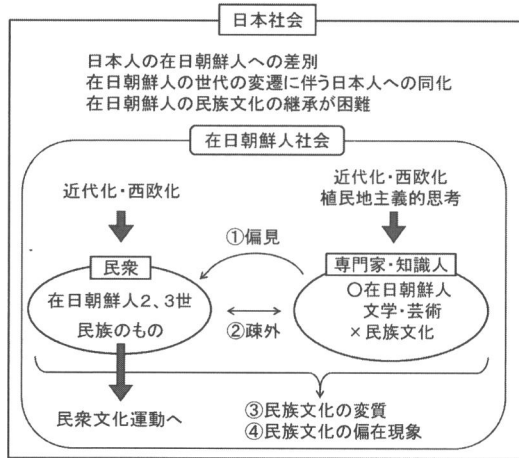 日本社会
日本人の在日朝鮮人への差別
在日朝鮮人の世代の変遷に伴う日本人への同化
在日朝鮮人の民族文化の継承が困難
在日朝鮮人社会
近代化・西欧化
近代化・西欧化
植民地主義的思考
①偏見
民衆
在日朝鮮人2、3世
民族のもの
②疎外
専門家・知識人
○在日朝鮮人
文学・芸術
×民族文化
民衆文化運動へ
③民族文化の変質
④民族文化の偏在現象